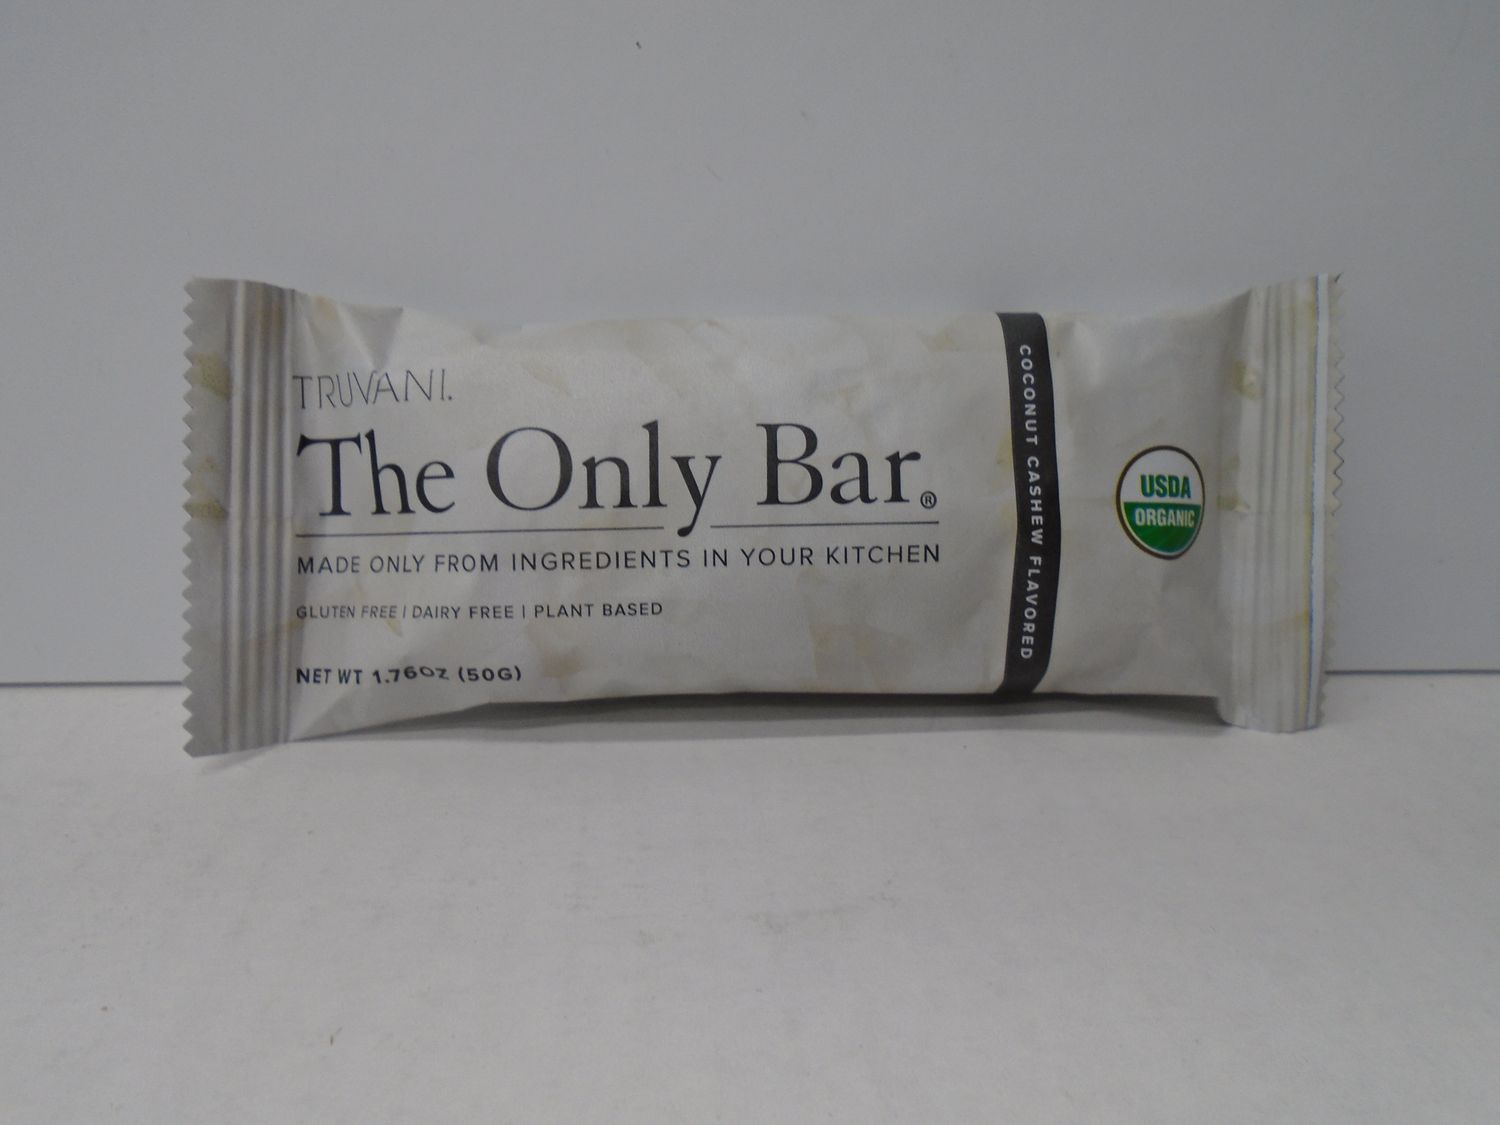 TRUVANI.
The Only Bar®
MADE ONLY FROM INGREDIENTS IN YOUR KITCHEN
GLUTEN FREE | DAIRY FREE | PLANT BASED
NET WT 1.76OZ (50G)
COCONUT CASHEW FLAVORED
USDA
ORGANIC